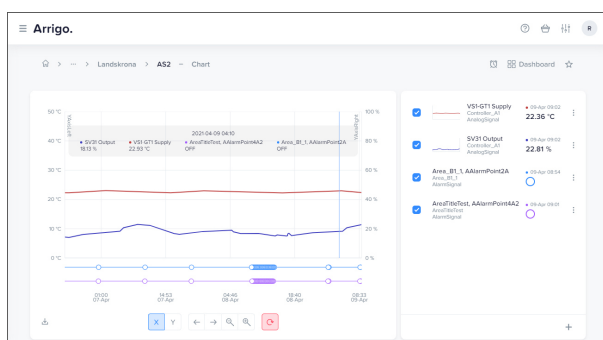 Arrigo.
R
> ··· > Landskrona > AS2 – Chart
Dashboard
50 °C
40 °C
30 °C
20 °C
10 °C
0 °C
100 %
80 %
60 %
40 %
20 %
0 %
MultiRight
2021-04-09 04:10
SV31 Output
18.13 %
VS1-GT1 Supply
22.93 °C
AreaTitleTest, AAlarmPoint4A2
OFF
Area_B1_1, AAlarmPoint2A
OFF
01:00
07-Apr
14:53
07-Apr
04:46
08-Apr
18:40
08-Apr
08:33
09-Apr
X
Y
VS1-GT1 Supply
Controller_A1
AnalogSignal
09-Apr 09:02
22.36 °C
SV31 Output
Controller_A1
AnalogSignal
09-Apr 09:02
22.81 %
Area_B1_1, AAlarmPoint2A
Area_B1_1
AlarmSignal
09-Apr 08:54
AreaTitleTest, AAlarmPoint4A2
AreaTitleTest
AlarmSignal
09-Apr 09:01